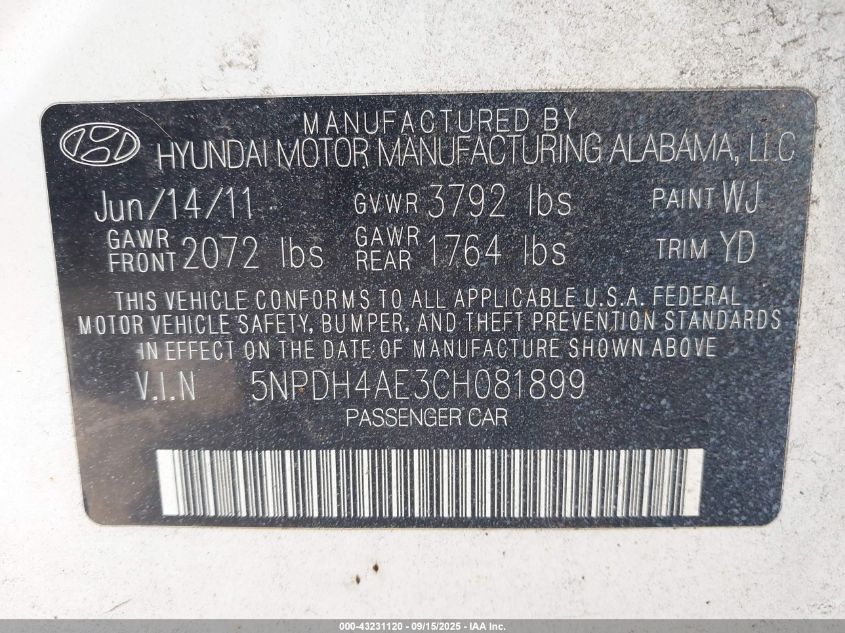 MANUFACTURED BY
HYUNDAI MOTOR MANUFACTURING ALABAMA, LLC
Jun/14/11 GVWR 3792 lbs PAINT WJ
GAWR FRONT 2072 lbs GAWR REAR 1764 lbs TRIM YD
THIS VEHICLE CONFORMS TO ALL APPLICABLE U.S.A. FEDERAL
MOTOR VEHICLE SAFETY, BUMPER, AND THEFT PREVENTION STANDARDS
IN EFFECT ON THE DATE OF MANUFACTURE SHOWN ABOVE
V.I.N 5NPDH4AE3CH081899
PASSENGER CAR
000-43231120 - 09/15/2025 - IAA Inc.